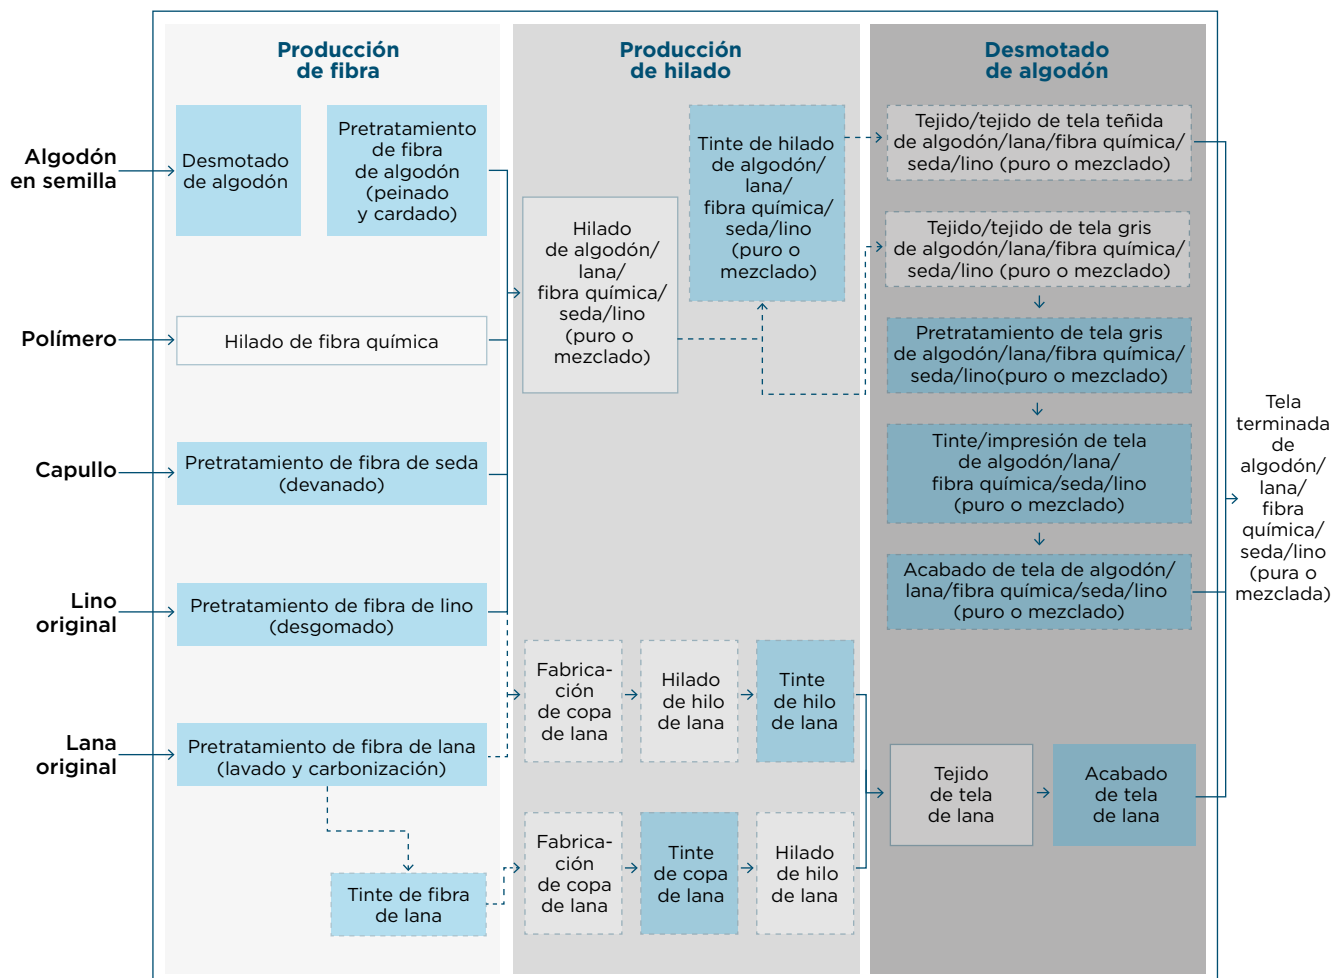 Producción
de fibra
Producción
de hilado
Desmotado
de algodón
Algodón
en semilla
Desmotado
de algodón
Pretratamiento
de fibra
de algodón
(peinado
y cardado)
Polímero
Hilado de fibra química
Capullo
Pretratamiento de fibra de seda
(devanado)
Lino
original
Pretratamiento de fibra de lino
(desgomado)
Lana
original
Pretratamiento de fibra de lana
(lavado y carbonización)
Tinte de fibra
de lana
Hilado
de algodón/
lana/
fibra química/
seda/lino
(puro o
mezclado)
Tinte de hilado
de algodón/
lana/
fibra química/
seda/lino
(puro o
mezclado)
Fabrica-
ción
de copa
de lana
Hilado
de hilo
de lana
Tinte
de hilo
de lana
Fabrica-
ción
de copa
de lana
Tinte
de copa
de lana
Hilado
de hilo
de lana
Tejido/tejido de tela teñida
de algodón/lana/fibra química/
seda/lino (puro o mezclado)
Tejido/tejido de tela gris
de algodón/lana/fibra química/
seda/lino (puro o mezclado)
Pretratamiento de tela gris
de algodón/lana/fibra química/
seda/lino(puro o mezclado)
Tinte/impresión de tela
de algodón/lana/
fibra química/seda/lino
(puro o mezclado)
Acabado de tela de algodón/
lana/fibra química/seda/lino
(puro o mezclado)
Tejido
de tela
de lana
Acabado
de tela
de lana
Tela
terminada
de
algodón/
lana/
fibra
química/
seda/lino
(pura o
mezclada)